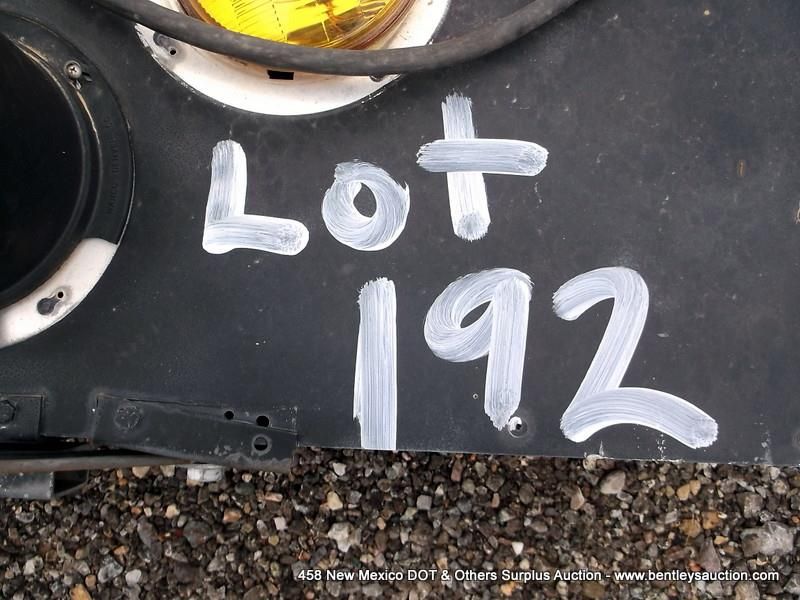 Lot
192
458 New Mexico DOT & Others Surplus Auction - www.bentleysauction.com